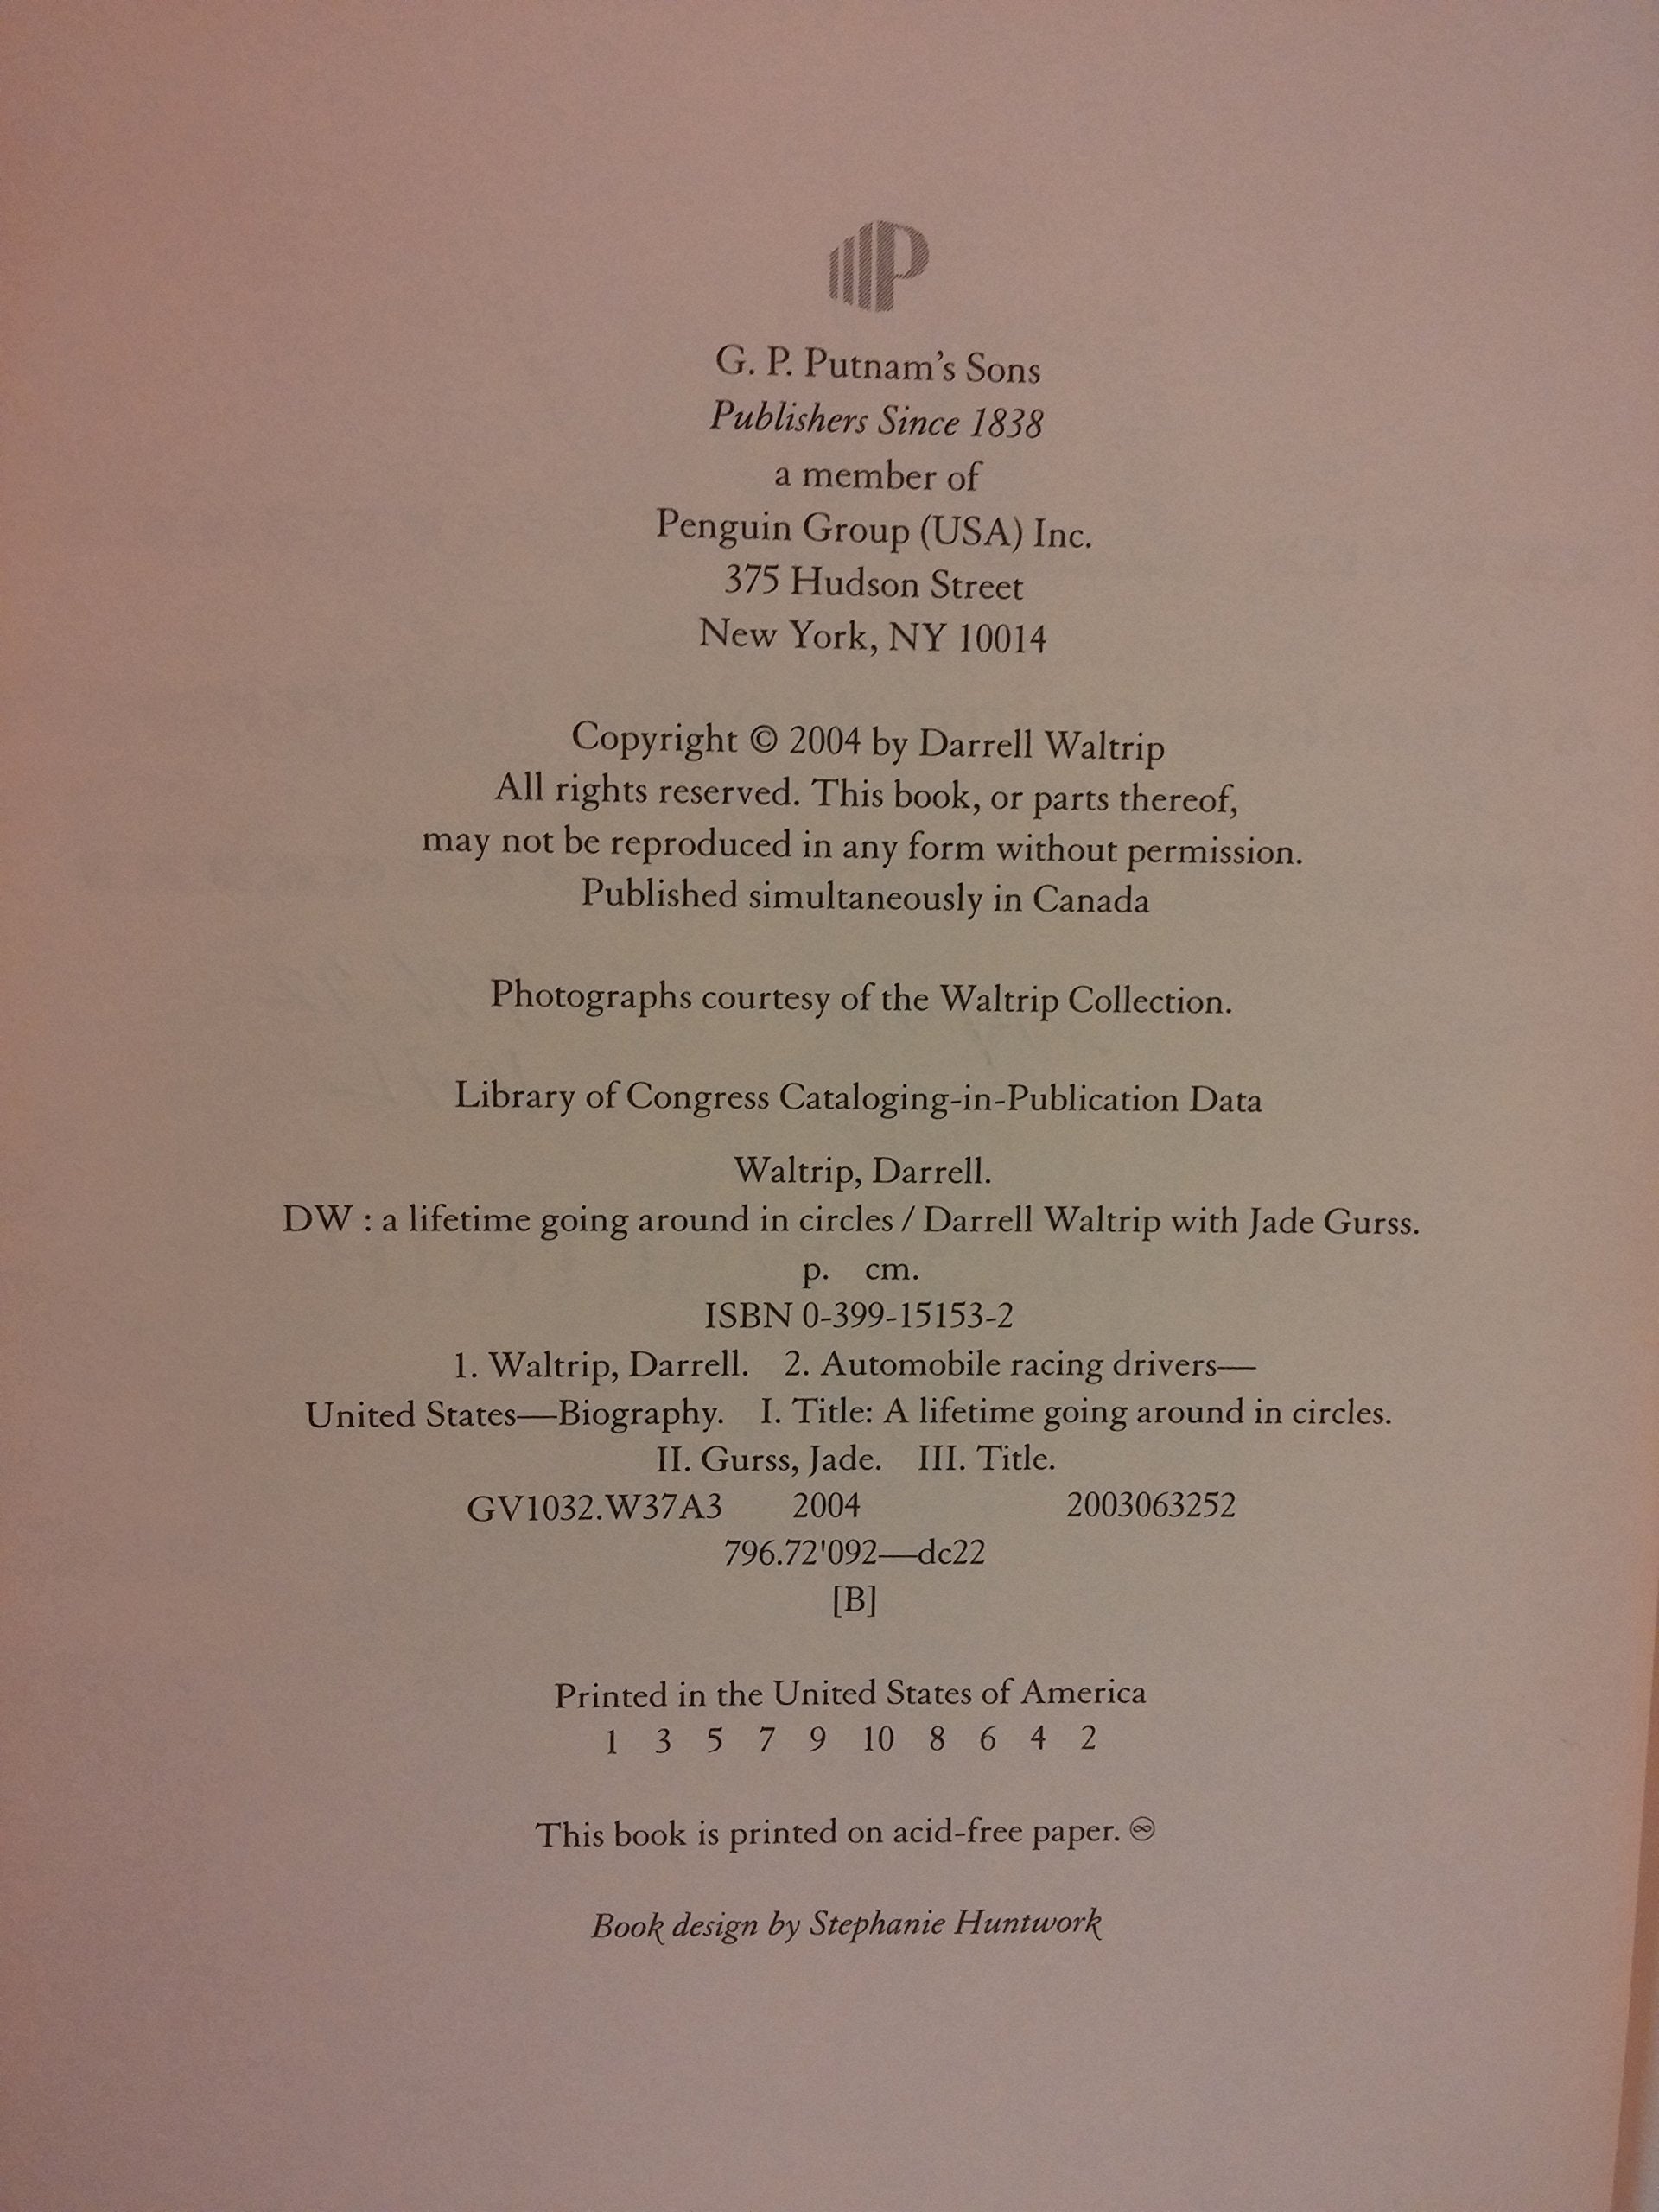 P
G. P. Putnam’s Sons
Publishers Since 1838
a member of
Penguin Group (USA) Inc.
375 Hudson Street
New York, NY 10014
Copyright © 2004 by Darrell Waltrip
All rights reserved. This book, or parts thereof,
may not be reproduced in any form without permission.
Published simultaneously in Canada
Photographs courtesy of the Waltrip Collection.
Library of Congress Cataloging-in-Publication Data
Waltrip, Darrell.
DW : a lifetime going around in circles / Darrell Waltrip with Jade Gurss.
p. cm.
ISBN 0-399-15153-2
1. Waltrip, Darrell. 2. Automobile racing drivers—
United States—Biography. I. Title: A lifetime going around in circles.
II. Gurss, Jade. III. Title.
GV1032.W37A3 2004 2003063252
796.72'092—dc22
[B]
Printed in the United States of America
1 3 5 7 9 10 8 6 4 2
This book is printed on acid-free paper. ♾
Book design by Stephanie Huntwork